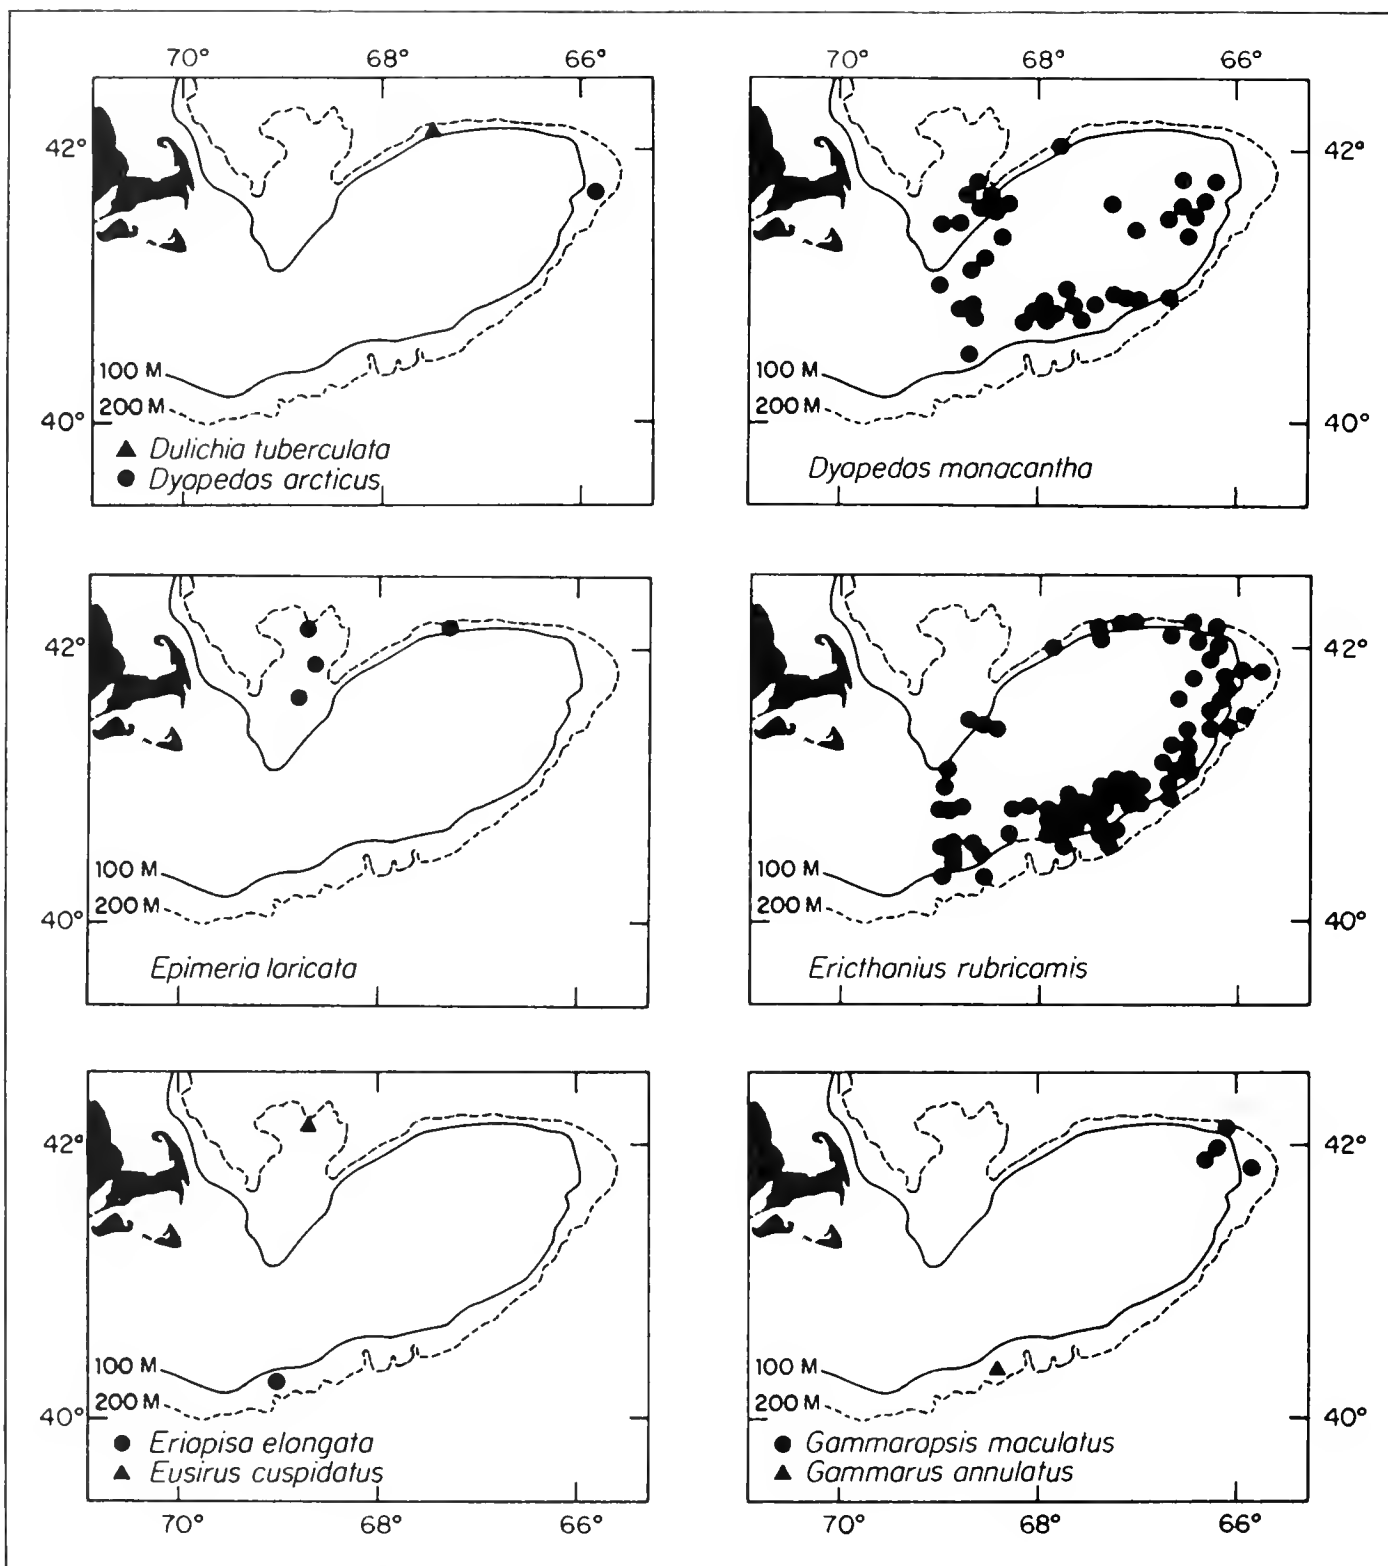 70° 68° 66° 70° 68° 66°
42° 42°
100 M 100 M
200 M 200 M
40° 40°
▲ Dulichia tuberculata
● Dyopedos arcticus
Dyopedos monacantha
42° 42°
100 M 100 M
200 M 200 M
40° 40°
Epimeria loricata
Ericthonius rubricornis
42° 42°
100 M 100 M
200 M 200 M
40° 40°
● Eriopisa elongata
▲ Eusirus cuspidatus
● Gammaropsis maculatus
▲ Gammarus annulatus
70° 68° 66° 70° 68° 66°